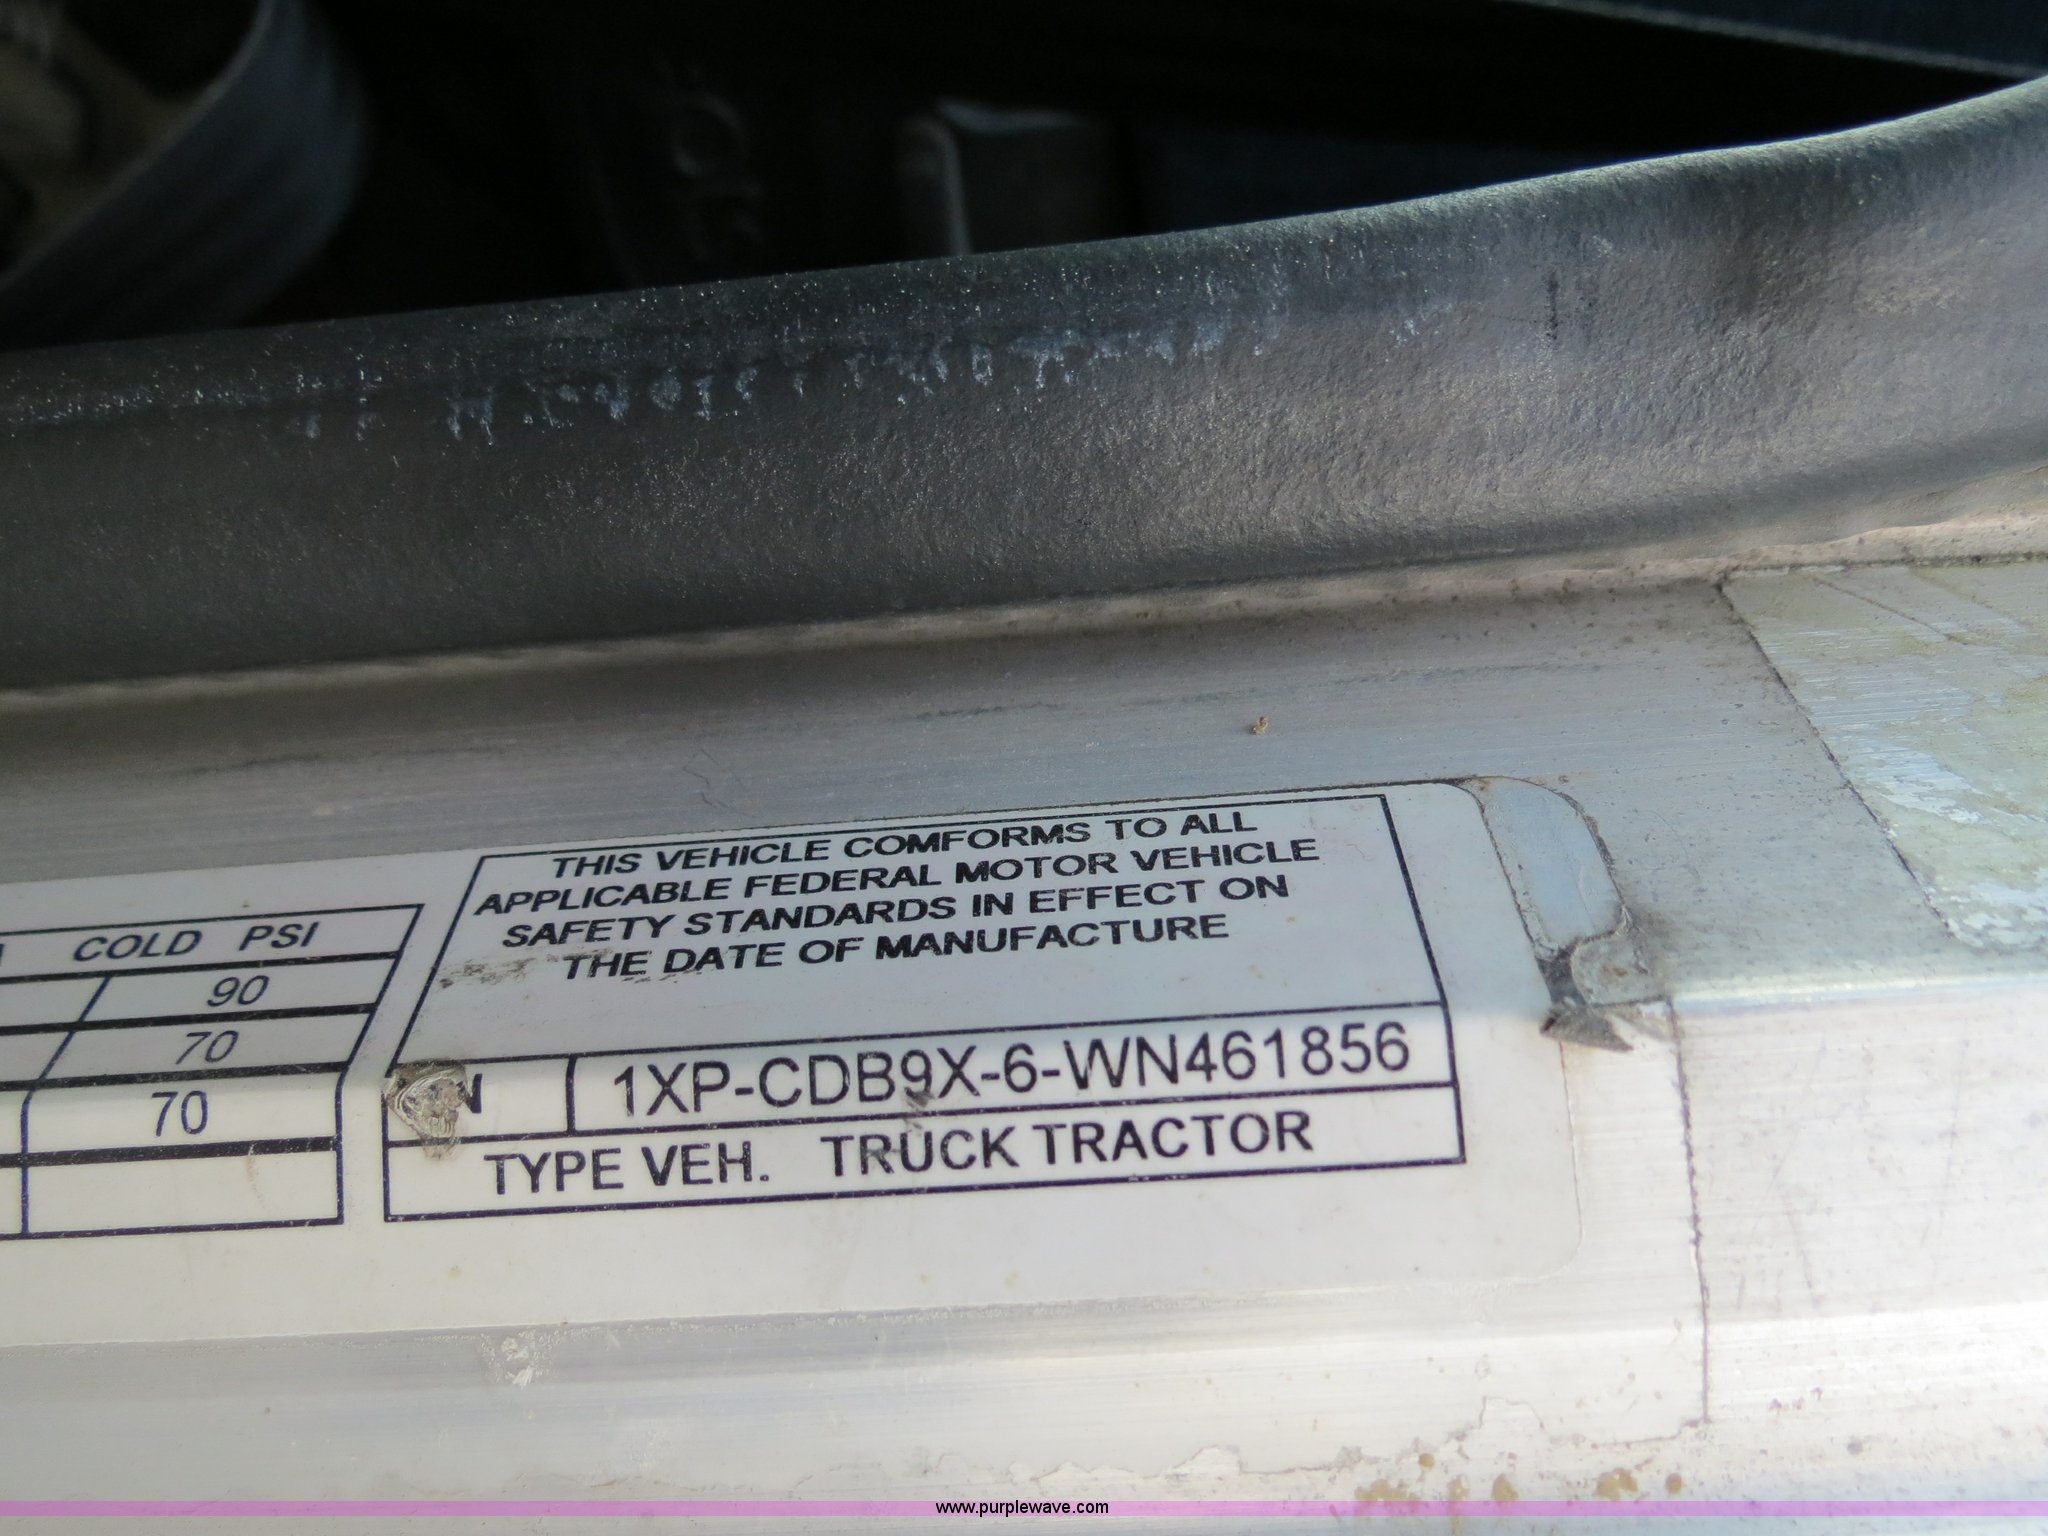 COLD PSI
90
70
70
THIS VEHICLE COMFORMS TO ALL
APPLICABLE FEDERAL MOTOR VEHICLE
SAFETY STANDARDS IN EFFECT ON
THE DATE OF MANUFACTURE
1XP-CDB9X-6-WN461856
TYPE VEH. TRUCK TRACTOR
www.purplewave.com